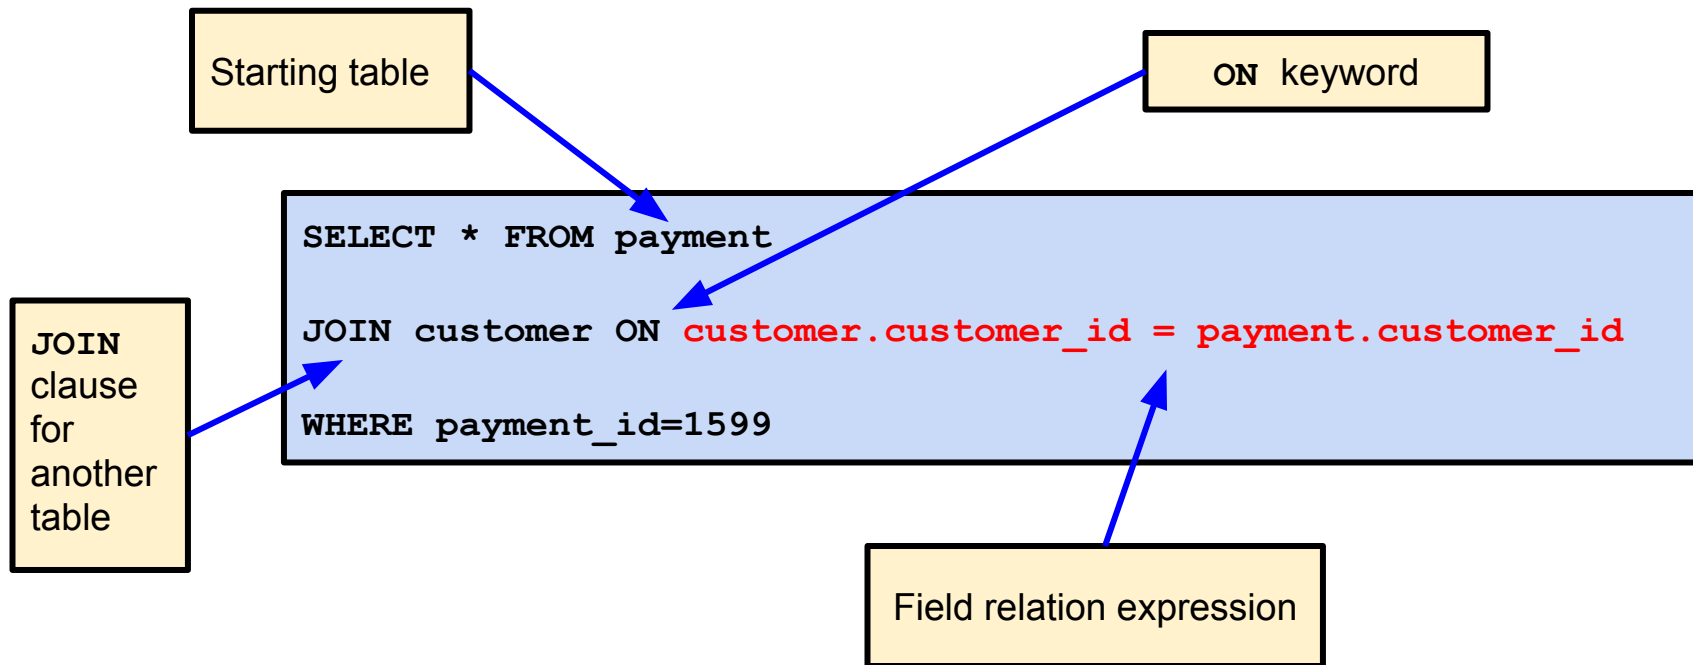 Starting table
ON keyword
SELECT * FROM payment
JOIN customer ON customer.customer_id = payment.customer_id
WHERE payment_id=1599
JOIN
clause
for
another
table
Field relation expression